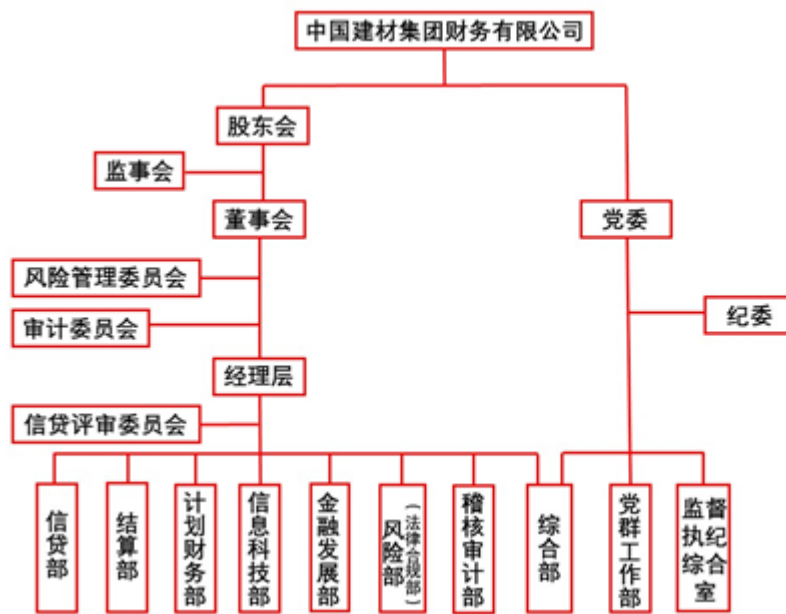 中国建材集团财务有限公司
股东会
监事会
董事会
党委
风险管理委员会
纪委
审计委员会
经理层
信贷评审委员会
信贷部
结算部
计划财务部
信息科技部
金融发展部
风险部
(法律合规部)
稽核审计部
综合部
党群工作部
监督执纪综合室